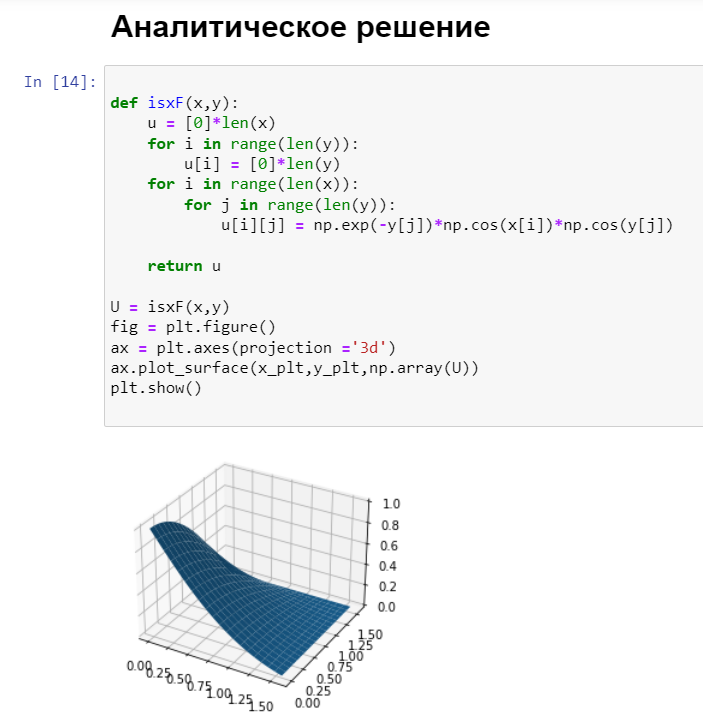 Аналитическое решение
In [14]:
def isxF(x,y):
    u = [0]*len(x)
    for i in range(len(y)):
        u[i] = [0]*len(y)
    for i in range(len(x)):
        for j in range(len(y)):
            u[i][j] = np.exp(-y[j])*np.cos(x[i])*np.cos(y[j])
    return u
U = isxF(x,y)
fig = plt.figure()
ax = plt.axes(projection ='3d')
ax.plot_surface(x_plt,y_plt,np.array(U))
plt.show()
1.0
0.8
0.6
0.4
0.2
0.0
1.50
1.25
1.00
0.75
0.50
0.25
0.00
0.00 0.25 0.50 0.75 1.00 1.25 1.50